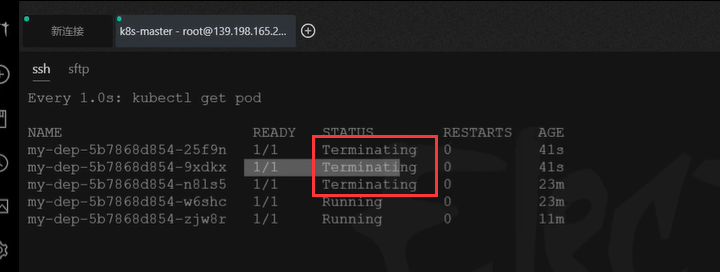 新连接 k8s-master - root@139.198.165.2...
ssh sftp
Every 1.0s: kubectl get pod
NAME READY STATUS RESTARTS AGE
my-dep-5b7868d854-25f9n 1/1 Terminating 0 41s
my-dep-5b7868d854-9xdkx 1/1 Terminating 0 41s
my-dep-5b7868d854-n8ls5 1/1 Terminating 0 23m
my-dep-5b7868d854-w6shc 1/1 Running 0 23m
my-dep-5b7868d854-zjw8r 1/1 Running 0 11m